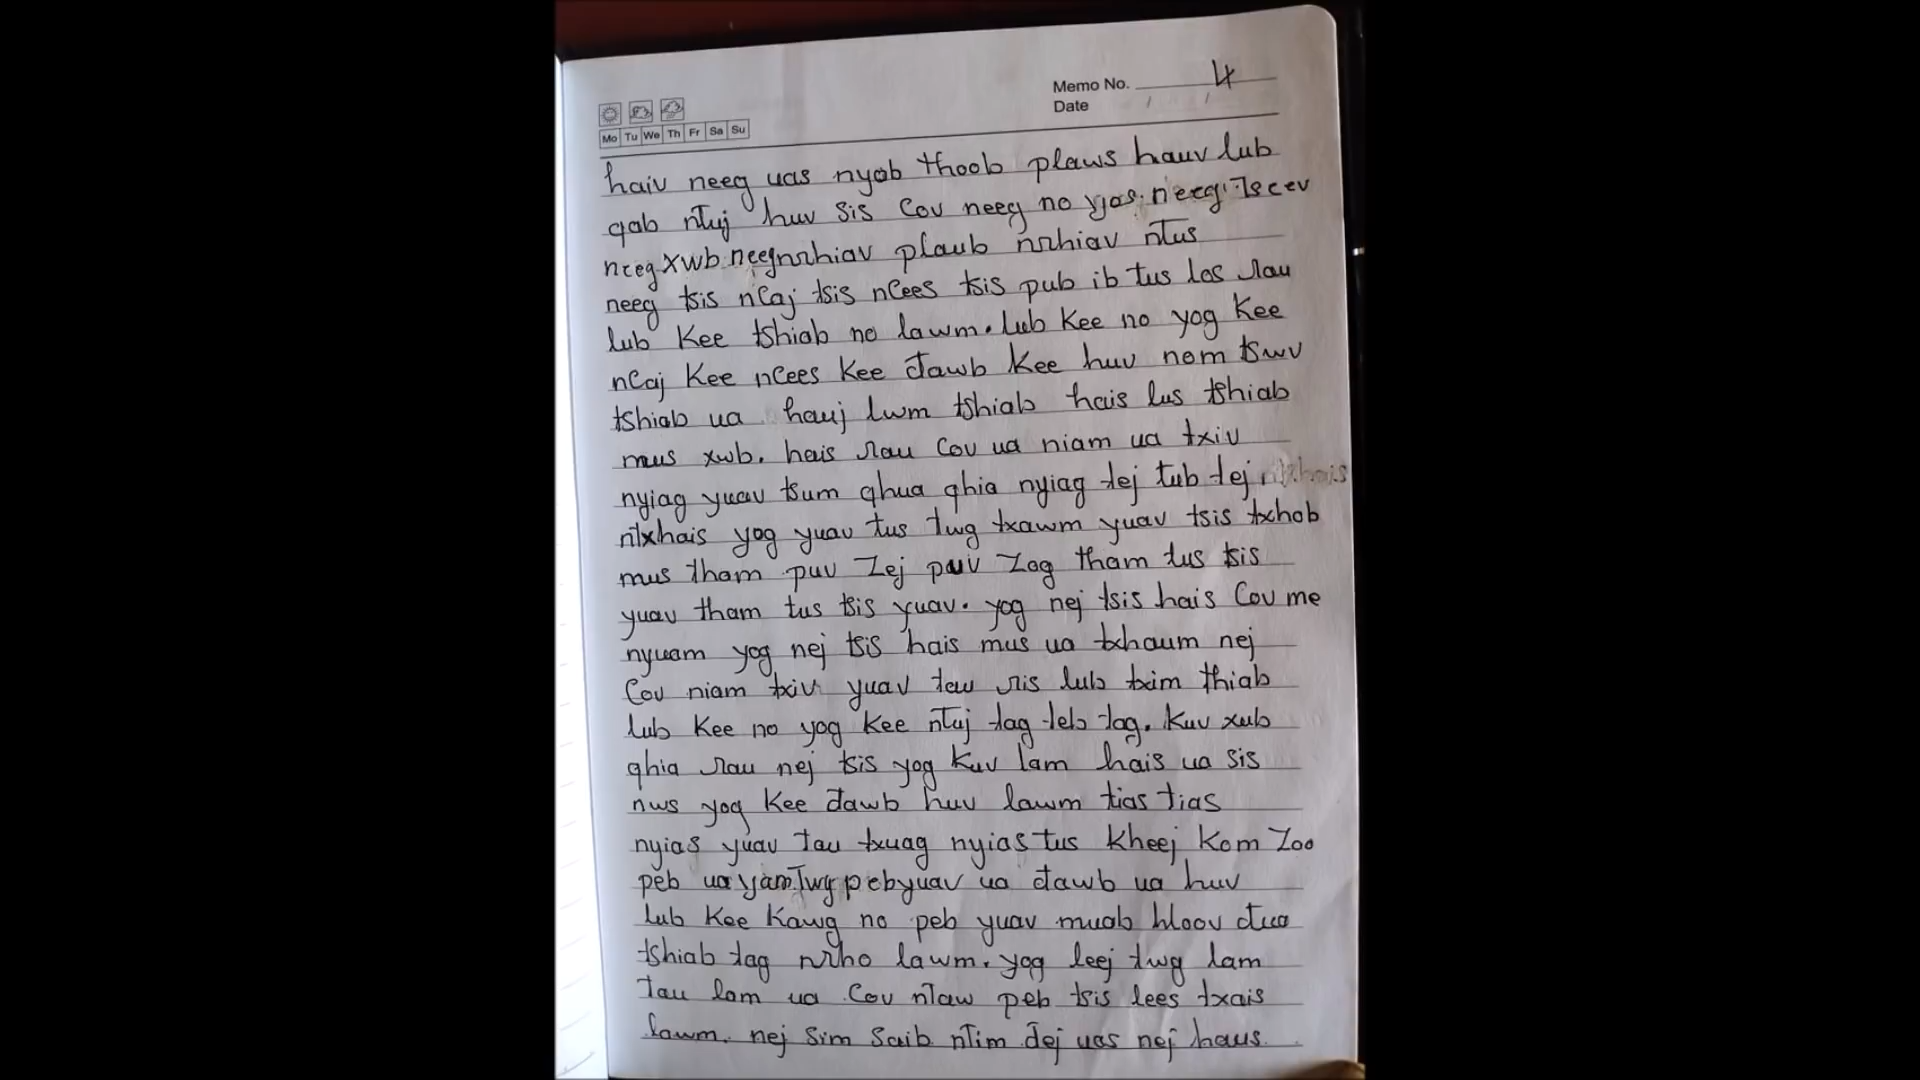 Memo No. 4
Date / /
Mo Tu We Th Fr Sa Su
haiv neeg uas nyob thoob plaws hauv lub
qab ntuj huv sis Cov neeg no yjos neeg Tseev
neeg xwb neeg nrhiav plaub nrhiav ntus
neeg tsis ncaj tsis ncees tsis pub ib tus los rau
lub Kee tshiab no lawm. lub Kee no yog Kee
ncaj Kee ncees Kee dawb Kee huv nom tswv
tshiab ua hauj lwm tshiab hais lus tshiab
mus xwb. hais rau Cov ua niam ua txiv
nyiag yuav tsum qhua qhia nyiag tej tub tej ntxhais
ntxhais yog yuav tus twg txawm yuav tsis txhob
mus tham puv Zej puv Zog tham tus tsis
yuav tham tus tsis yuav. yog nej tsis hais Cov me
nyuam yog nej tsis hais mus ua txhaum nej
Cov niam txiv yuav tew ris lub txim thiab
lub Kee no yog Kee ntuj tag teb tag. Kuv xub
qhia rau nej tsis yog Kuv lam hais ua sis
nws yog Kee dawb huv lawm tias tias
nyias yuav tau txuag nyias tus Kheej Kom Zoo
peb ua yam Twg peb yuav ua dawb ua huv
lub Kee Kawg no peb yuav muab hloov dua
tshiab tag nrho lawm. yog leej twg lam
tau lam ua Cov ntaw peb tsis lees txais
lawm. nej Sim Saib ntim dej uas nej haus.